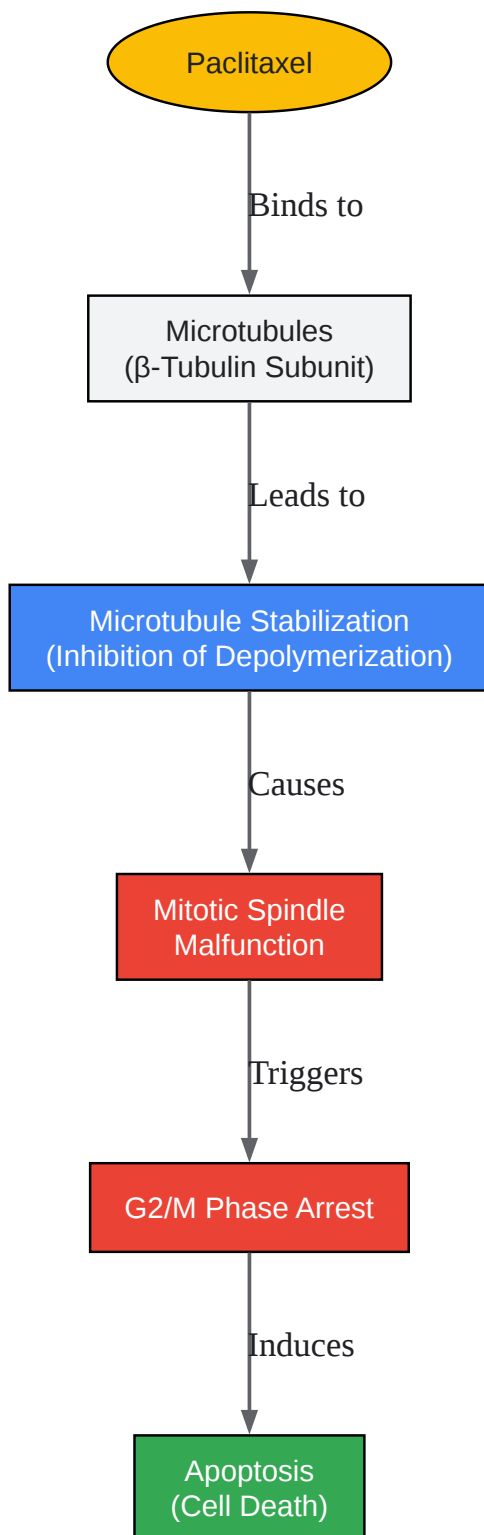 Paclitaxel
Binds to
Microtubules
(β-Tubulin Subunit)
Leads to
Microtubule Stabilization
(Inhibition of Depolymerization)
Causes
Mitotic Spindle
Malfunction
Triggers
G2/M Phase Arrest
Induces
Apoptosis
(Cell Death)